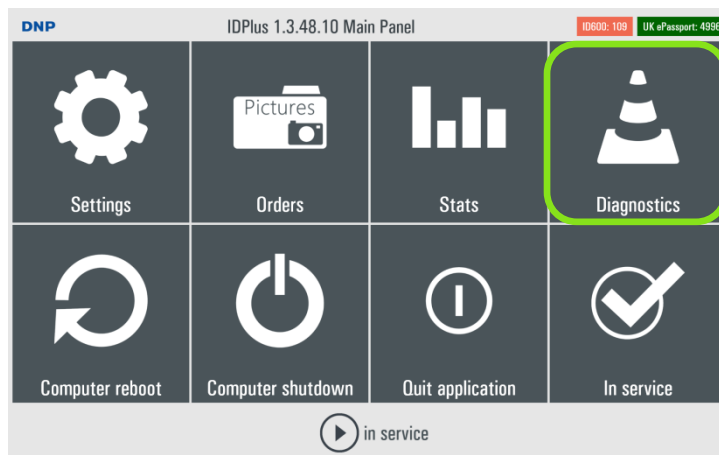 DNP IDPlus 1.3.48.10 Main Panel ID600: 109 UK ePassport: 4996
Pictures
Settings Orders Stats Diagnostics
Computer reboot Computer shutdown Quit application In service
in service